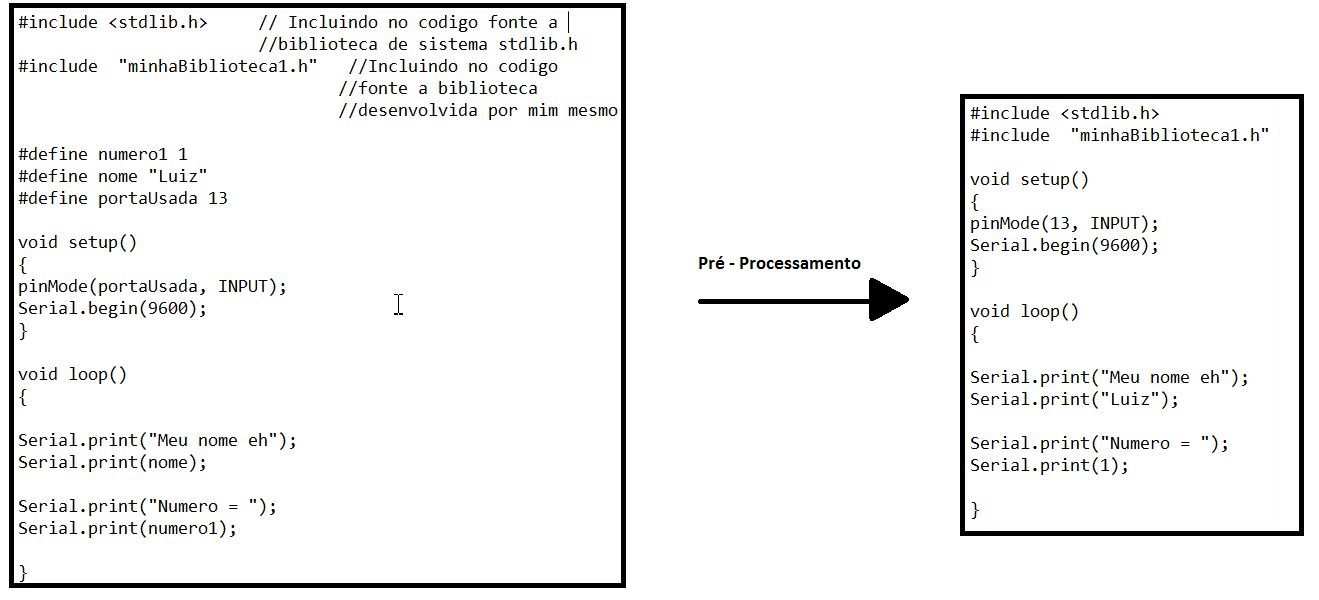 #include <stdlib.h>     // Incluindo no codigo fonte a
//biblioteca de sistema stdlib.h
#include  "minhaBiblioteca1.h"   //Incluindo no codigo
//fonte a biblioteca
//desenvolvida por mim mesmo
#define numero1 1
#define nome "Luiz"
#define portaUsada 13
void setup()
{
pinMode(portaUsada, INPUT);
Serial.begin(9600);
}
void loop()
{
Serial.print("Meu nome eh");
Serial.print(nome);
Serial.print("Numero = ");
Serial.print(numero1);
}
Pré - Processamento
#include <stdlib.h>
#include  "minhaBiblioteca1.h"
void setup()
{
pinMode(13, INPUT);
Serial.begin(9600);
}
void loop()
{
Serial.print("Meu nome eh");
Serial.print("Luiz");
Serial.print("Numero = ");
Serial.print(1);
}